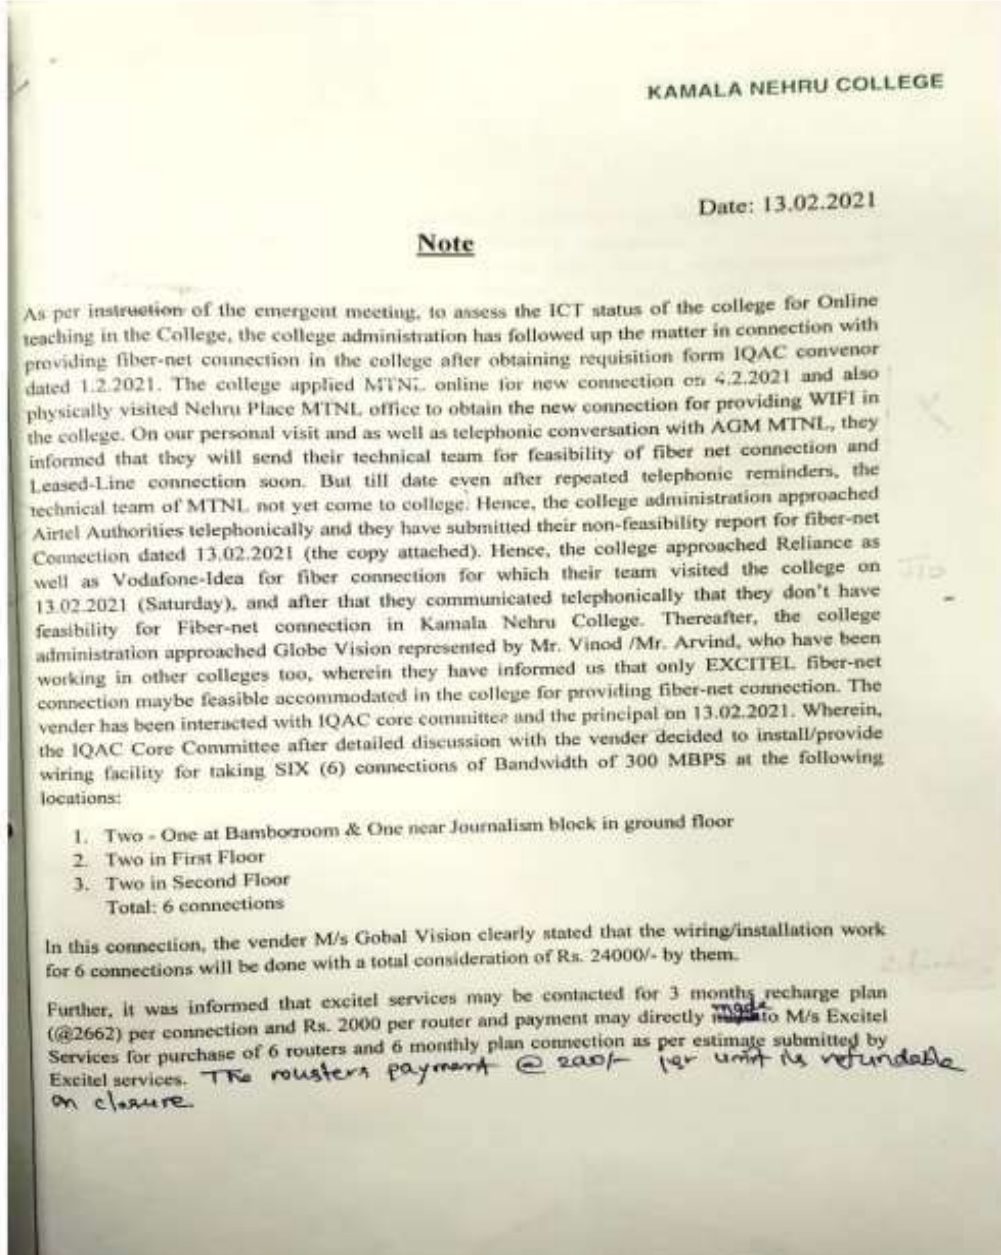 KAMALA NEHRU COLLEGE
Date: 13.02.2021
Note
As per instruction of the emergent meeting, to assess the ICT status of the college for Online
teaching in the College, the college administration has followed up the matter in connection with
providing fiber-net connection in the college after obtaining requisition form IQAC convenor
dated 1.2.2021. The college applied MTNL online for new connection on 4.2.2021 and also
physically visited Nehru Place MTNL office to obtain the new connection for providing WIFI in
the college. On our personal visit and as well as telephonic conversation with AGM MTNL, they
informed that they will send their technical team for feasibility of fiber net connection and
Leased-Line connection soon. But till date even after repeated telephonic reminders, the
technical team of MTNL not yet come to college. Hence, the college administration approached
Airtel Authorities telephonically and they have submitted their non-feasibility report for fiber-net
Connection dated 13.02.2021 (the copy attached). Hence, the college approached Reliance as
well as Vodafone-Idea for fiber connection for which their team visited the college on
13.02.2021 (Saturday), and after that they communicated telephonically that they don't have
feasibility for Fiber-net connection in Kamala Nehru College. Thereafter, the college
administration approached Globe Vision represented by Mr. Vinod /Mr. Arvind, who have been
working in other colleges too, wherein they have informed us that only EXCITEL fiber-net
connection maybe feasible accommodated in the college for providing fiber-net connection. The
vender has been interacted with IQAC core committee and the principal on 13.02.2021. Wherein,
the IQAC Core Committee after detailed discussion with the vender decided to install/provide
wiring facility for taking SIX (6) connections of Bandwidth of 300 MBPS at the following
locations:
1. Two - One at Bamboroom & One near Journalism block in ground floor
2. Two in First Floor
3. Two in Second Floor
Total: 6 connections
In this connection, the vender M/s Gobal Vision clearly stated that the wiring/installation work
for 6 connections will be done with a total consideration of Rs. 24000/- by them.
Further, it was informed that excitel services may be contacted for 3 months recharge plan
(@2662) per connection and Rs. 2000 per router and payment may directly made to M/s Excitel
Services for purchase of 6 routers and 6 monthly plan connection as per estimate submitted by
Excitel services. The rousters payment @ 200/- per unit is refundable
on closure.